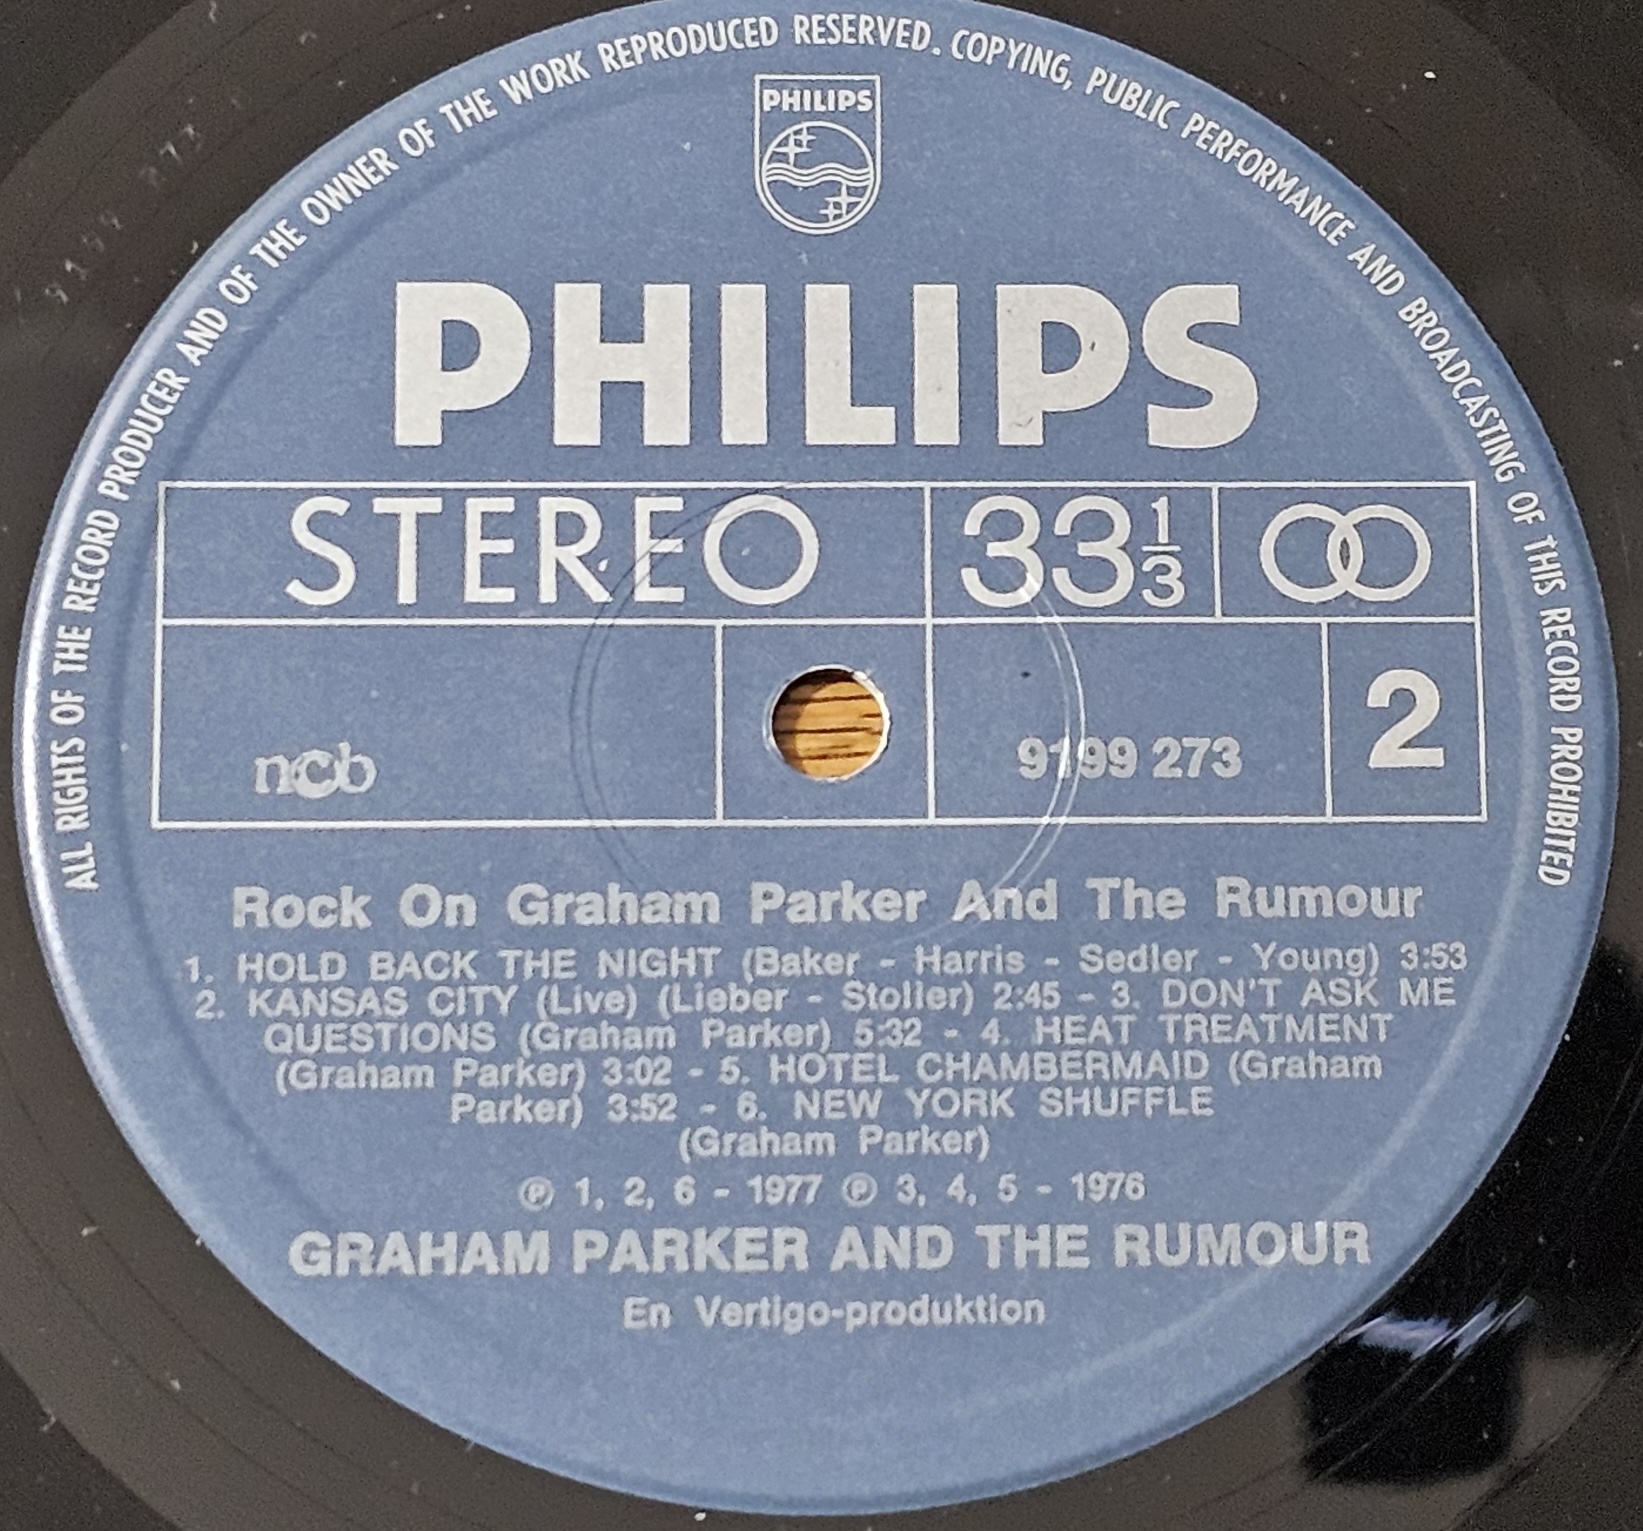 ALL RIGHTS OF THE RECORD PRODUCER AND OF THE OWNER OF THE WORK REPRODUCED RESERVED. COPYING, PUBLIC PERFORMANCE AND BROADCASTING OF THIS RECORD PROHIBITED
PHILIPS
PHILIPS
STEREO 33 1/3
ncb 9199 273 2
Rock On Graham Parker And The Rumour
1. HOLD BACK THE NIGHT (Baker - Harris - Sedler - Young) 3:53
2. KANSAS CITY (Live) (Lieber - Stoller) 2:45 - 3. DON'T ASK ME
QUESTIONS (Graham Parker) 5:32 - 4. HEAT TREATMENT
(Graham Parker) 3:02 - 5. HOTEL CHAMBERMAID (Graham
Parker) 3:52 - 6. NEW YORK SHUFFLE
(Graham Parker)
℗ 1, 2, 6 - 1977 ℗ 3, 4, 5 - 1976
GRAHAM PARKER AND THE RUMOUR
En Vertigo-produktion